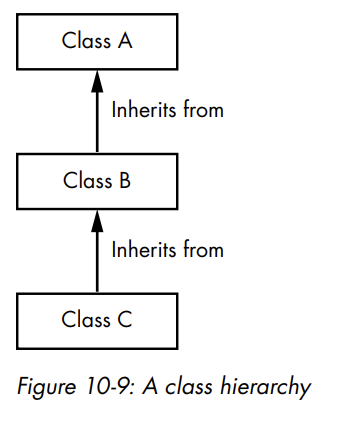 Class A
Inherits from
Class B
Inherits from
Class C
Figure 10-9: A class hierarchy